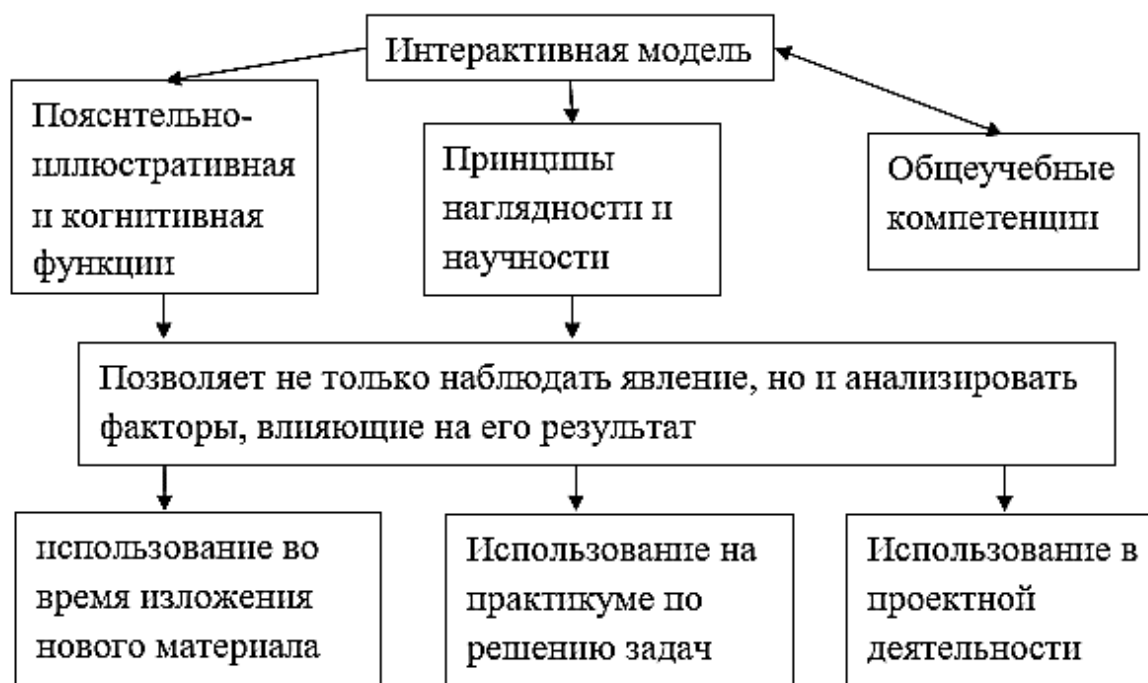 Интерактивная модель
Пояснтельно-
иллюстративная
и когнитивная
функции
Принципы
наглядности и
научности
Общеучебные
компетенции
Позволяет не только наблюдать явление, но и анализировать
факторы, влияющие на его результат
использование во
время изложения
нового материала
Использование на
практикуме по
решению задач
Использование в
проектной
деятельности